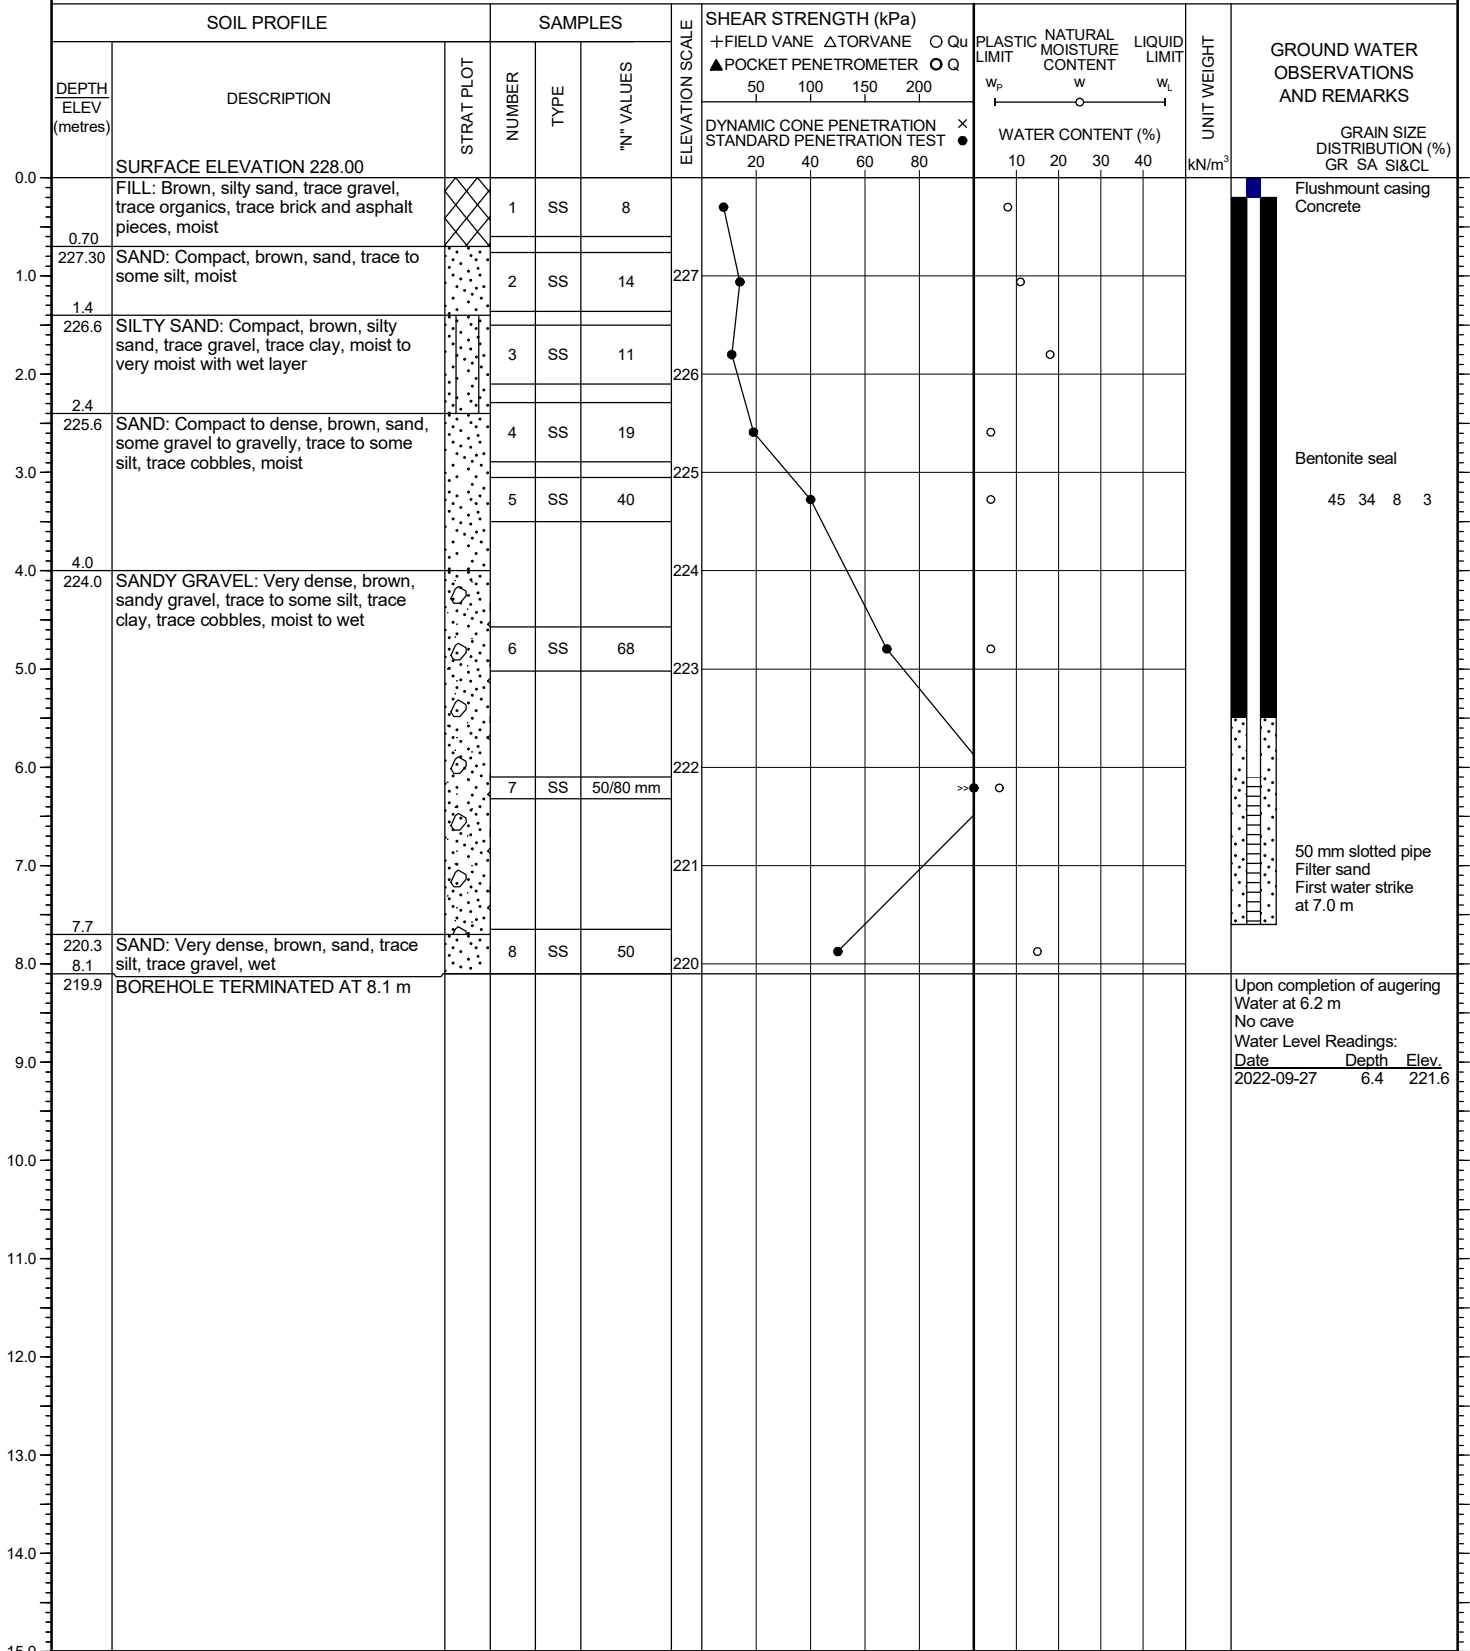 SOIL PROFILE
SAMPLES
ELEVATION SCALE
SHEAR STRENGTH (kPa)
+FIELD VANE △TORVANE ○ Qu
▲POCKET PENETROMETER O Q
50 100 150 200
DYNAMIC CONE PENETRATION ×
STANDARD PENETRATION TEST ●
20 40 60 80
PLASTIC LIMIT
NATURAL MOISTURE CONTENT
LIQUID LIMIT
wP w wL
WATER CONTENT (%)
10 20 30 40
UNIT WEIGHT
kN/m³
GROUND WATER
OBSERVATIONS
AND REMARKS
GRAIN SIZE
DISTRIBUTION (%)
GR SA SI&CL
DEPTH
ELEV
(metres)
DESCRIPTION
STRAT PLOT
NUMBER
TYPE
"N" VALUES
SURFACE ELEVATION 228.00
0.0
FILL: Brown, silty sand, trace gravel,
trace organics, trace brick and asphalt
pieces, moist
1 SS 8
Flushmount casing
Concrete
0.70
227.30
SAND: Compact, brown, sand, trace to
some silt, moist
1.0
2 SS 14
227
1.4
226.6
SILTY SAND: Compact, brown, silty
sand, trace gravel, trace clay, moist to
very moist with wet layer
3 SS 11
2.0
226
2.4
225.6
SAND: Compact to dense, brown, sand,
some gravel to gravelly, trace to some
silt, trace cobbles, moist
4 SS 19
3.0
225
Bentonite seal
5 SS 40
45 34 8 3
4.0
4.0
224.0
224
SANDY GRAVEL: Very dense, brown,
sandy gravel, trace to some silt, trace
clay, trace cobbles, moist to wet
6 SS 68
5.0
223
6.0
222
7 SS 50/80 mm
>>
7.0
221
50 mm slotted pipe
Filter sand
First water strike
at 7.0 m
7.7
220.3
SAND: Very dense, brown, sand, trace
silt, trace gravel, wet
8 SS 50
8.0
8.1
220
219.9
BOREHOLE TERMINATED AT 8.1 m
Upon completion of augering
Water at 6.2 m
No cave
Water Level Readings:
Date Depth Elev.
2022-09-27 6.4 221.6
9.0
10.0
11.0
12.0
13.0
14.0
15.0